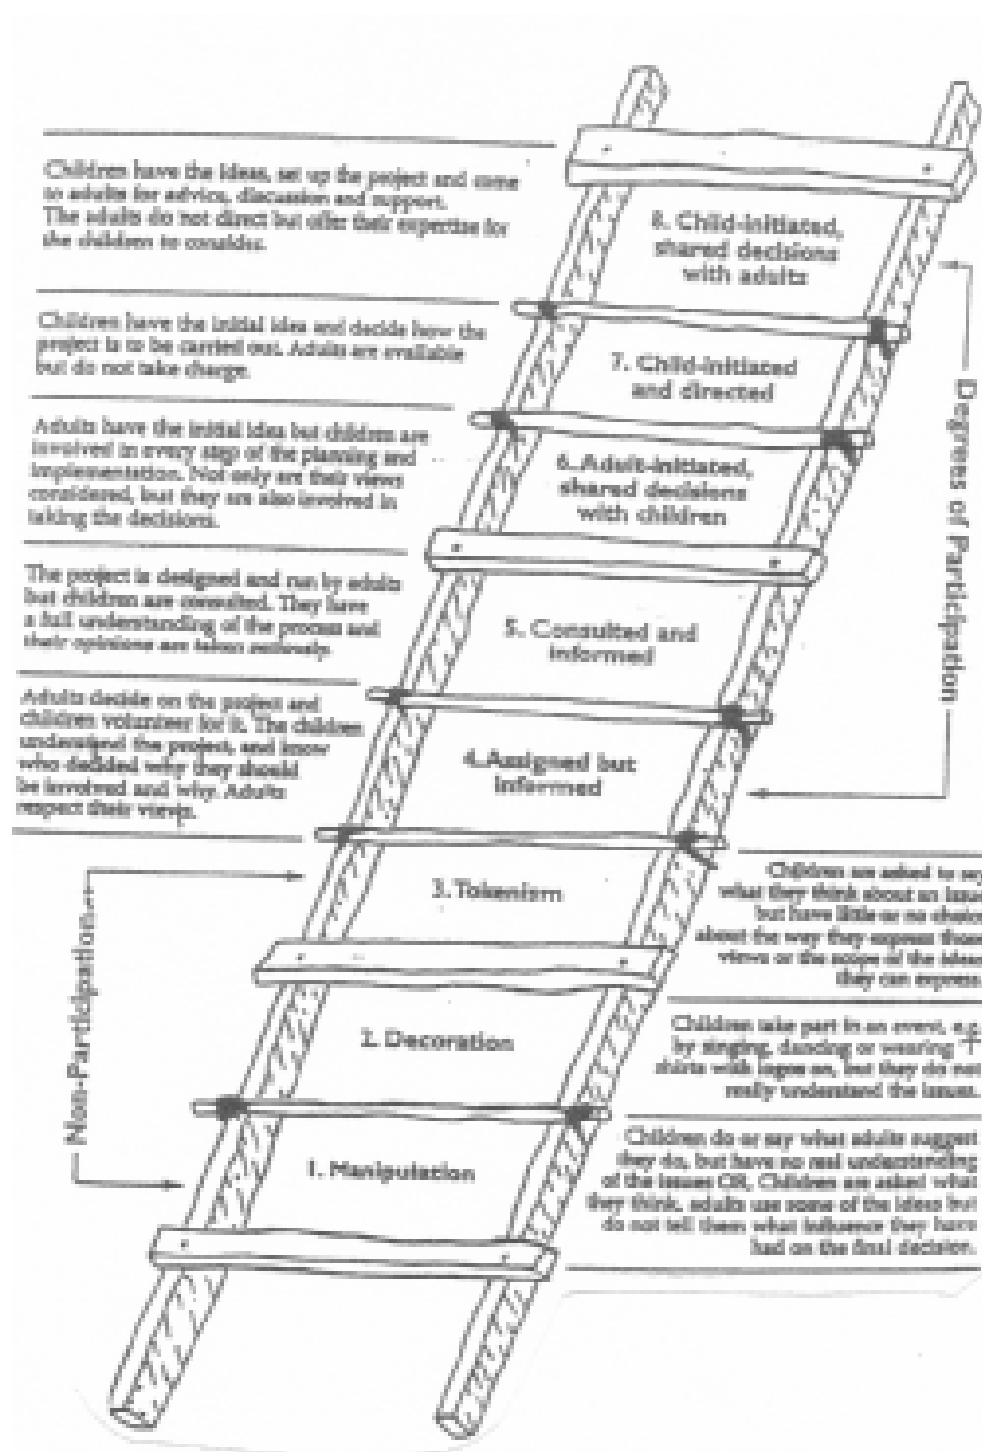 Children have the ideas, set up the project and come
to adults for advice, discussion and support.
The adults do not direct but offer their expertise for
the children to consider.
8. Child-initiated,
shared decisions
with adults
Children have the initial idea and decide how the
project is to be carried out. Adults are available
but do not take charge.
7. Child-initiated
and directed
Adults have the initial idea but children are
involved in every step of the planning and
implementation. Not only are their views
considered, but they are also involved in
taking the decisions.
6. Adult-initiated,
shared decisions
with children
Degrees of Participation
The project is designed and run by adults
but children are consulted. They have
a full understanding of the process and
their opinions are taken seriously.
5. Consulted and
informed
Adults decide on the project and
children volunteer for it. The children
understand the project, and know
who decided why they should
be involved and why. Adults
respect their views.
4. Assigned but
informed
Non-Participation
3. Tokenism
Children are asked to say
what they think about an issue
but have little or no choice
about the way they express those
views or the scope of the ideas
they can express.
2. Decoration
Children take part in an event, e.g.
by singing, dancing or wearing T
shirts with logos on, but they do not
really understand the issues.
1. Manipulation
Children do or say what adults suggest
they do, but have no real understanding
of the issues OR, Children are asked what
they think, adults use some of the ideas but
do not tell them what influence they have
had on the final decision.